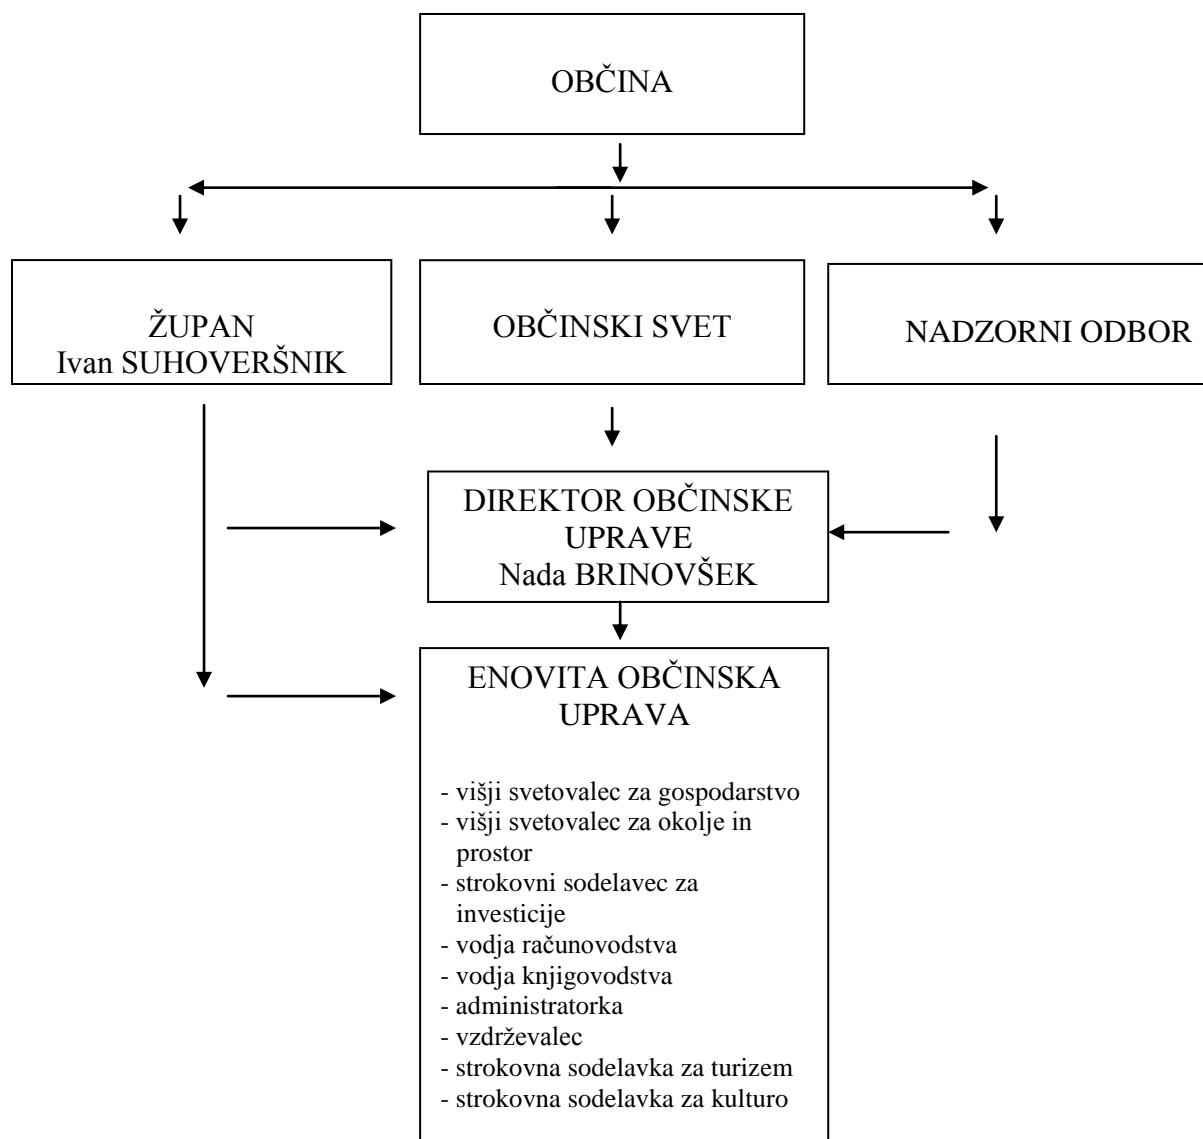 OBČINA
ŽUPAN
Ivan SUHOVERŠNIK
OBČINSKI SVET
NADZORNI ODBOR
DIREKTOR OBČINSKE
UPRAVE
Nada BRINOVŠEK
ENOVITA OBČINSKA
UPRAVA
- višji svetovalec za gospodarstvo
- višji svetovalec za okolje in
prostor
- strokovni sodelavec za
investicije
- vodja računovodstva
- vodja knjigovodstva
- administratorka
- vzdrževalec
- strokovna sodelavka za turizem
- strokovna sodelavka za kulturo